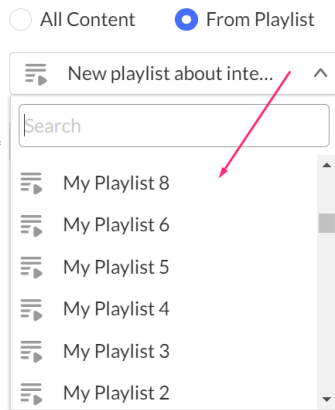 All Content From Playlist
New playlist about inte...
Search
My Playlist 8
My Playlist 6
My Playlist 5
My Playlist 4
My Playlist 3
My Playlist 2